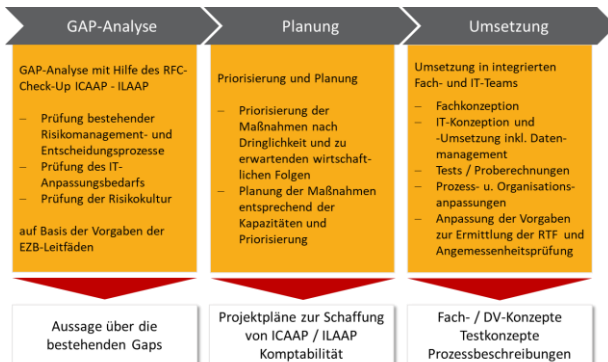 GAP-Analyse
Planung
Umsetzung
GAP-Analyse mit Hilfe des RFC-
Check-Up ICAAP - ILAAP
– Prüfung bestehender
Risikomanagement- und
Entscheidungsprozesse
– Prüfung des IT-
Anpassungsbedarfs
– Prüfung der Risikokultur
auf Basis der Vorgaben der
EZB-Leitfäden
Priorisierung und Planung
– Priorisierung der
Maßnahmen nach
Dringlichkeit und zu
erwartenden wirtschaft-
lichen Folgen
– Planung der Maßnahmen
entsprechend der
Kapazitäten und
Priorisierung
Umsetzung in integrierten
Fach- und IT-Teams
– Fachkonzeption
– IT-Konzeption und
-Umsetzung inkl. Daten-
management
– Tests / Proberechnungen
– Prozess- u. Organisations-
anpassungen
– Anpassung der Vorgaben
zur Ermittlung der RTF und
Angemessenheitsprüfung
Aussage über die
bestehenden Gaps
Projektpläne zur Schaffung
von ICAAP / ILAAP
Komptabilität
Fach- / DV-Konzepte
Testkonzepte
Prozessbeschreibungen